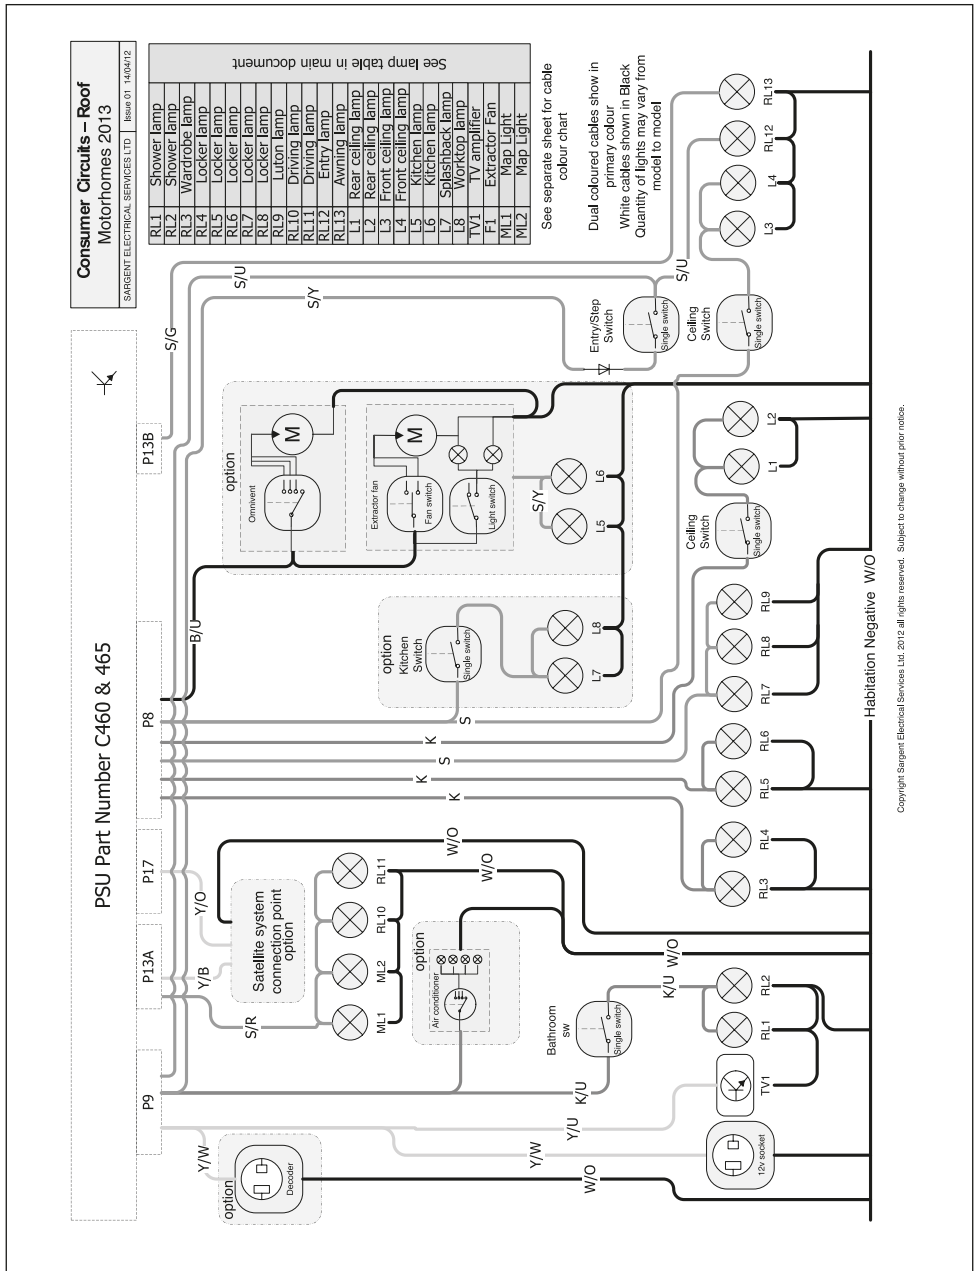 Consumer Circuits – Roof
Motorhomes 2013
SARGENT ELECTRICAL SERVICES LTD
Issue 01 14/04/12
See lamp table in main document
RL1 Shower lamp
RL2 Shower lamp
RL3 Wardrobe lamp
RL4 Locker lamp
RL5 Locker lamp
RL6 Locker lamp
RL7 Locker lamp
RL8 Locker lamp
RL9 Luton lamp
RL10 Driving lamp
RL11 Driving lamp
RL12 Entry lamp
RL13 Awning lamp
L1 Rear ceiling lamp
L2 Rear ceiling lamp
L3 Front ceiling lamp
L4 Front ceiling lamp
L5 Kitchen lamp
L6 Kitchen lamp
L7 Splashback lamp
L8 Worktop lamp
TV1 TV amplifier
F1 Extractor Fan
ML1 Map Light
ML2 Map Light
See separate sheet for cable
colour chart
Dual coloured cables show in
primary colour
White cables shown in Black
Quantity of lights may vary from
model to model
PSU Part Number C460 & 465
P9
P13A
P17
P8
P13B
S/G
S/U
S/Y
S/U
B/U
Y/O
Y/B
S/R
Y/W
K
S
K
K
S
W/O
W/O
W/O
W/O
K/U
K/U
Y/U
Y/W
S/Y
option
Decoder
Satellite system
connection point
option
ML1
ML2
RL10
RL11
option
Air conditioner
option
Kitchen
Switch
Single switch
L7
L8
option
Omnivent
M
Extractor fan
M
Fan switch
Light switch
L5
L6
Entry/Step
Switch
Single switch
Ceiling
Switch
Single switch
Ceiling
Switch
Single switch
Bathroom
sw
Single switch
12v socket
TV1
RL1
RL2
RL3
RL4
RL5
RL6
RL7
RL8
RL9
L1
L2
L3
L4
RL12
RL13
Habitation Negative W/O
Copyright Sargent Electrical Services Ltd. 2012 all rights reserved. Subject to change without prior notice.